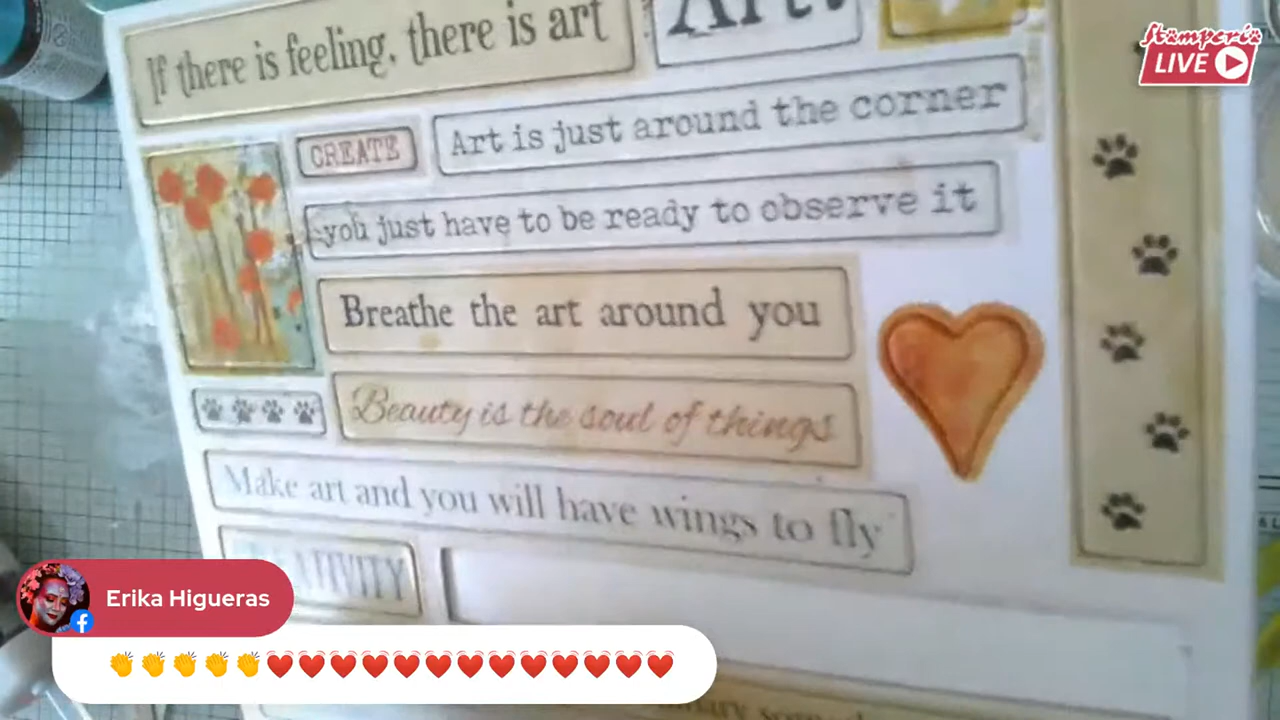 If there is feeling, there is art
Art!
Stamperia
LIVE
CREATE
Art is just around the corner
you just have to be ready to observe it
Breathe the art around you
Beauty is the soul of things
Make art and you will have wings to fly
Erika Higueras
👏👏👏👏👏❤️❤️❤️❤️❤️❤️❤️❤️❤️❤️❤️❤️❤️